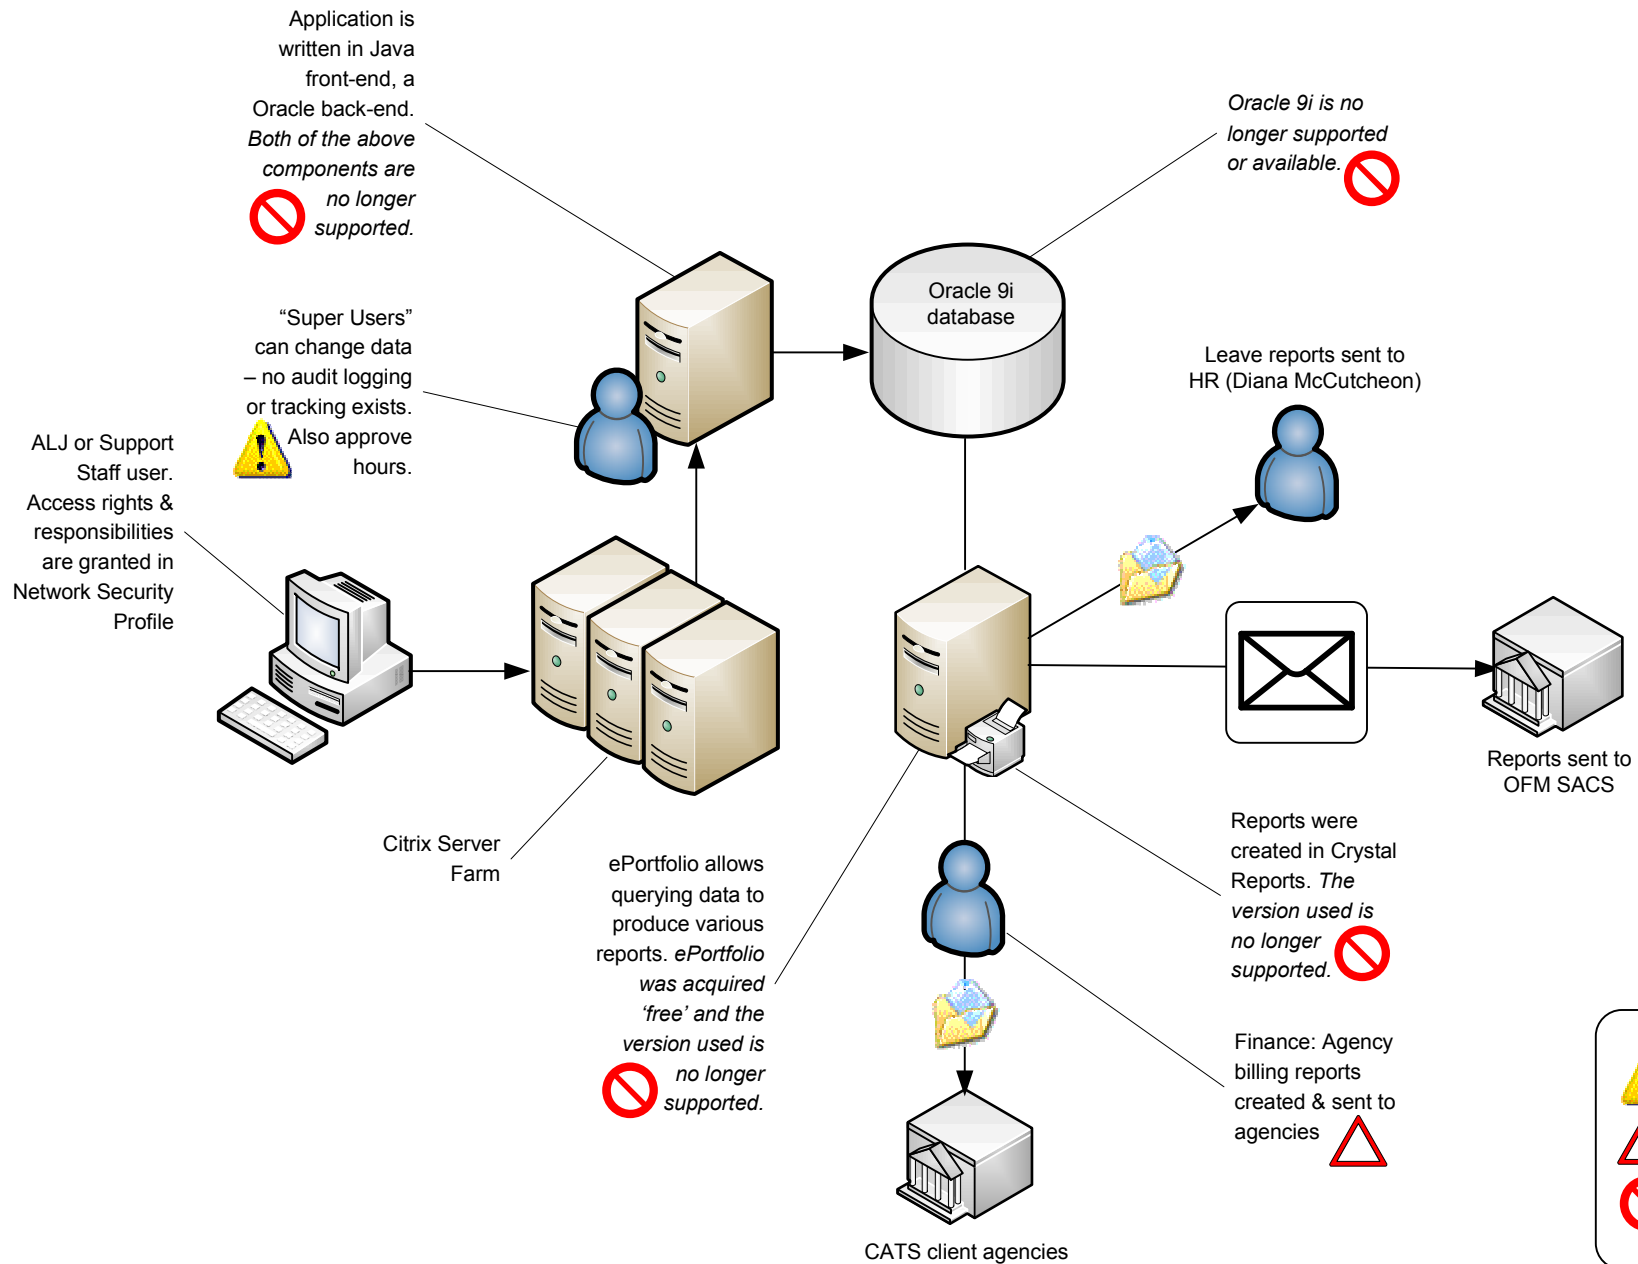 Application is
written in Java
front-end, a
Oracle back-end.
Both of the above
components are
no longer
supported.
Oracle 9i is no
longer supported
or available.
Oracle 9i
database
“Super Users”
can change data
– no audit logging
or tracking exists.
Also approve
hours.
Leave reports sent to
HR (Diana McCutcheon)
ALJ or Support
Staff user.
Access rights &
responsibilities
are granted in
Network Security
Profile
Citrix Server
Farm
ePortfolio allows
querying data to
produce various
reports. ePortfolio
was acquired
‘free’ and the
version used is
no longer
supported.
Reports sent to
OFM SACS
Reports were
created in Crystal
Reports. The
version used is
no longer
supported.
Finance: Agency
billing reports
created & sent to
agencies
CATS client agencies